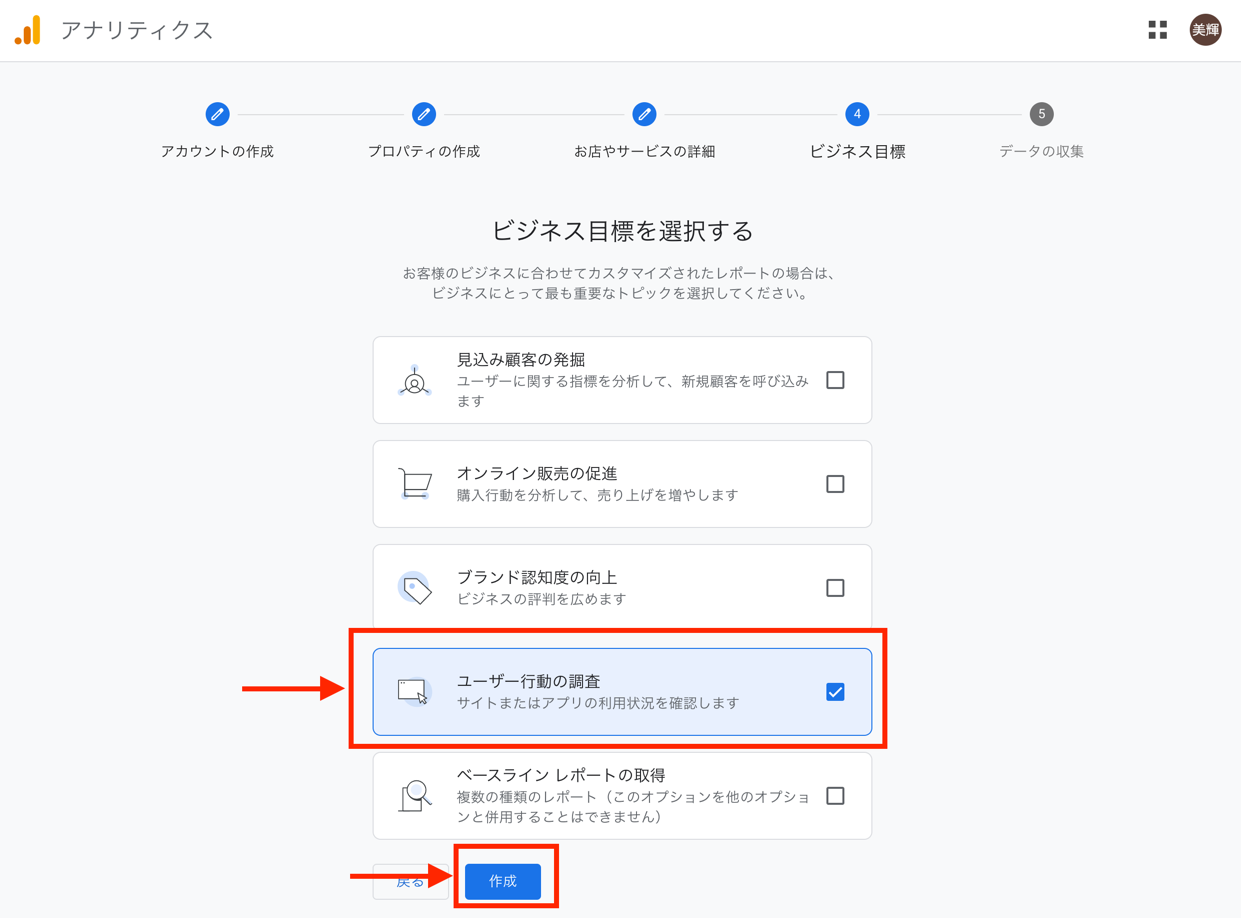 アナリティクス
美輝
4
5
アカウントの作成
プロパティの作成
お店やサービスの詳細
ビジネス目標
データの収集
ビジネス目標を選択する
お客様のビジネスに合わせてカスタマイズされたレポートの場合は、
ビジネスにとって最も重要なトピックを選択してください。
見込み顧客の発掘
ユーザーに関する指標を分析して、新規顧客を呼び込み
ます
オンライン販売の促進
購入行動を分析して、売り上げを増やします
ブランド認知度の向上
ビジネスの評判を広めます
ユーザー行動の調査
サイトまたはアプリの利用状況を確認します
ベースライン レポートの取得
複数の種類のレポート（このオプションを他のオプショ
ンと併用することはできません）
戻る
作成